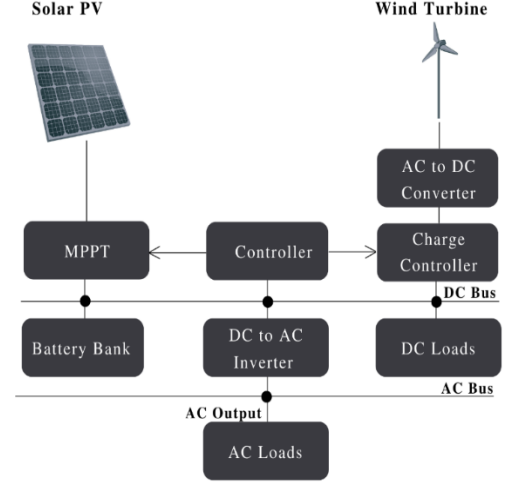 Solar PV
Wind Turbine
AC to DC
Converter
MPPT
Controller
Charge
Controller
DC Bus
Battery Bank
DC to AC
Inverter
DC Loads
AC Bus
AC Output
AC Loads